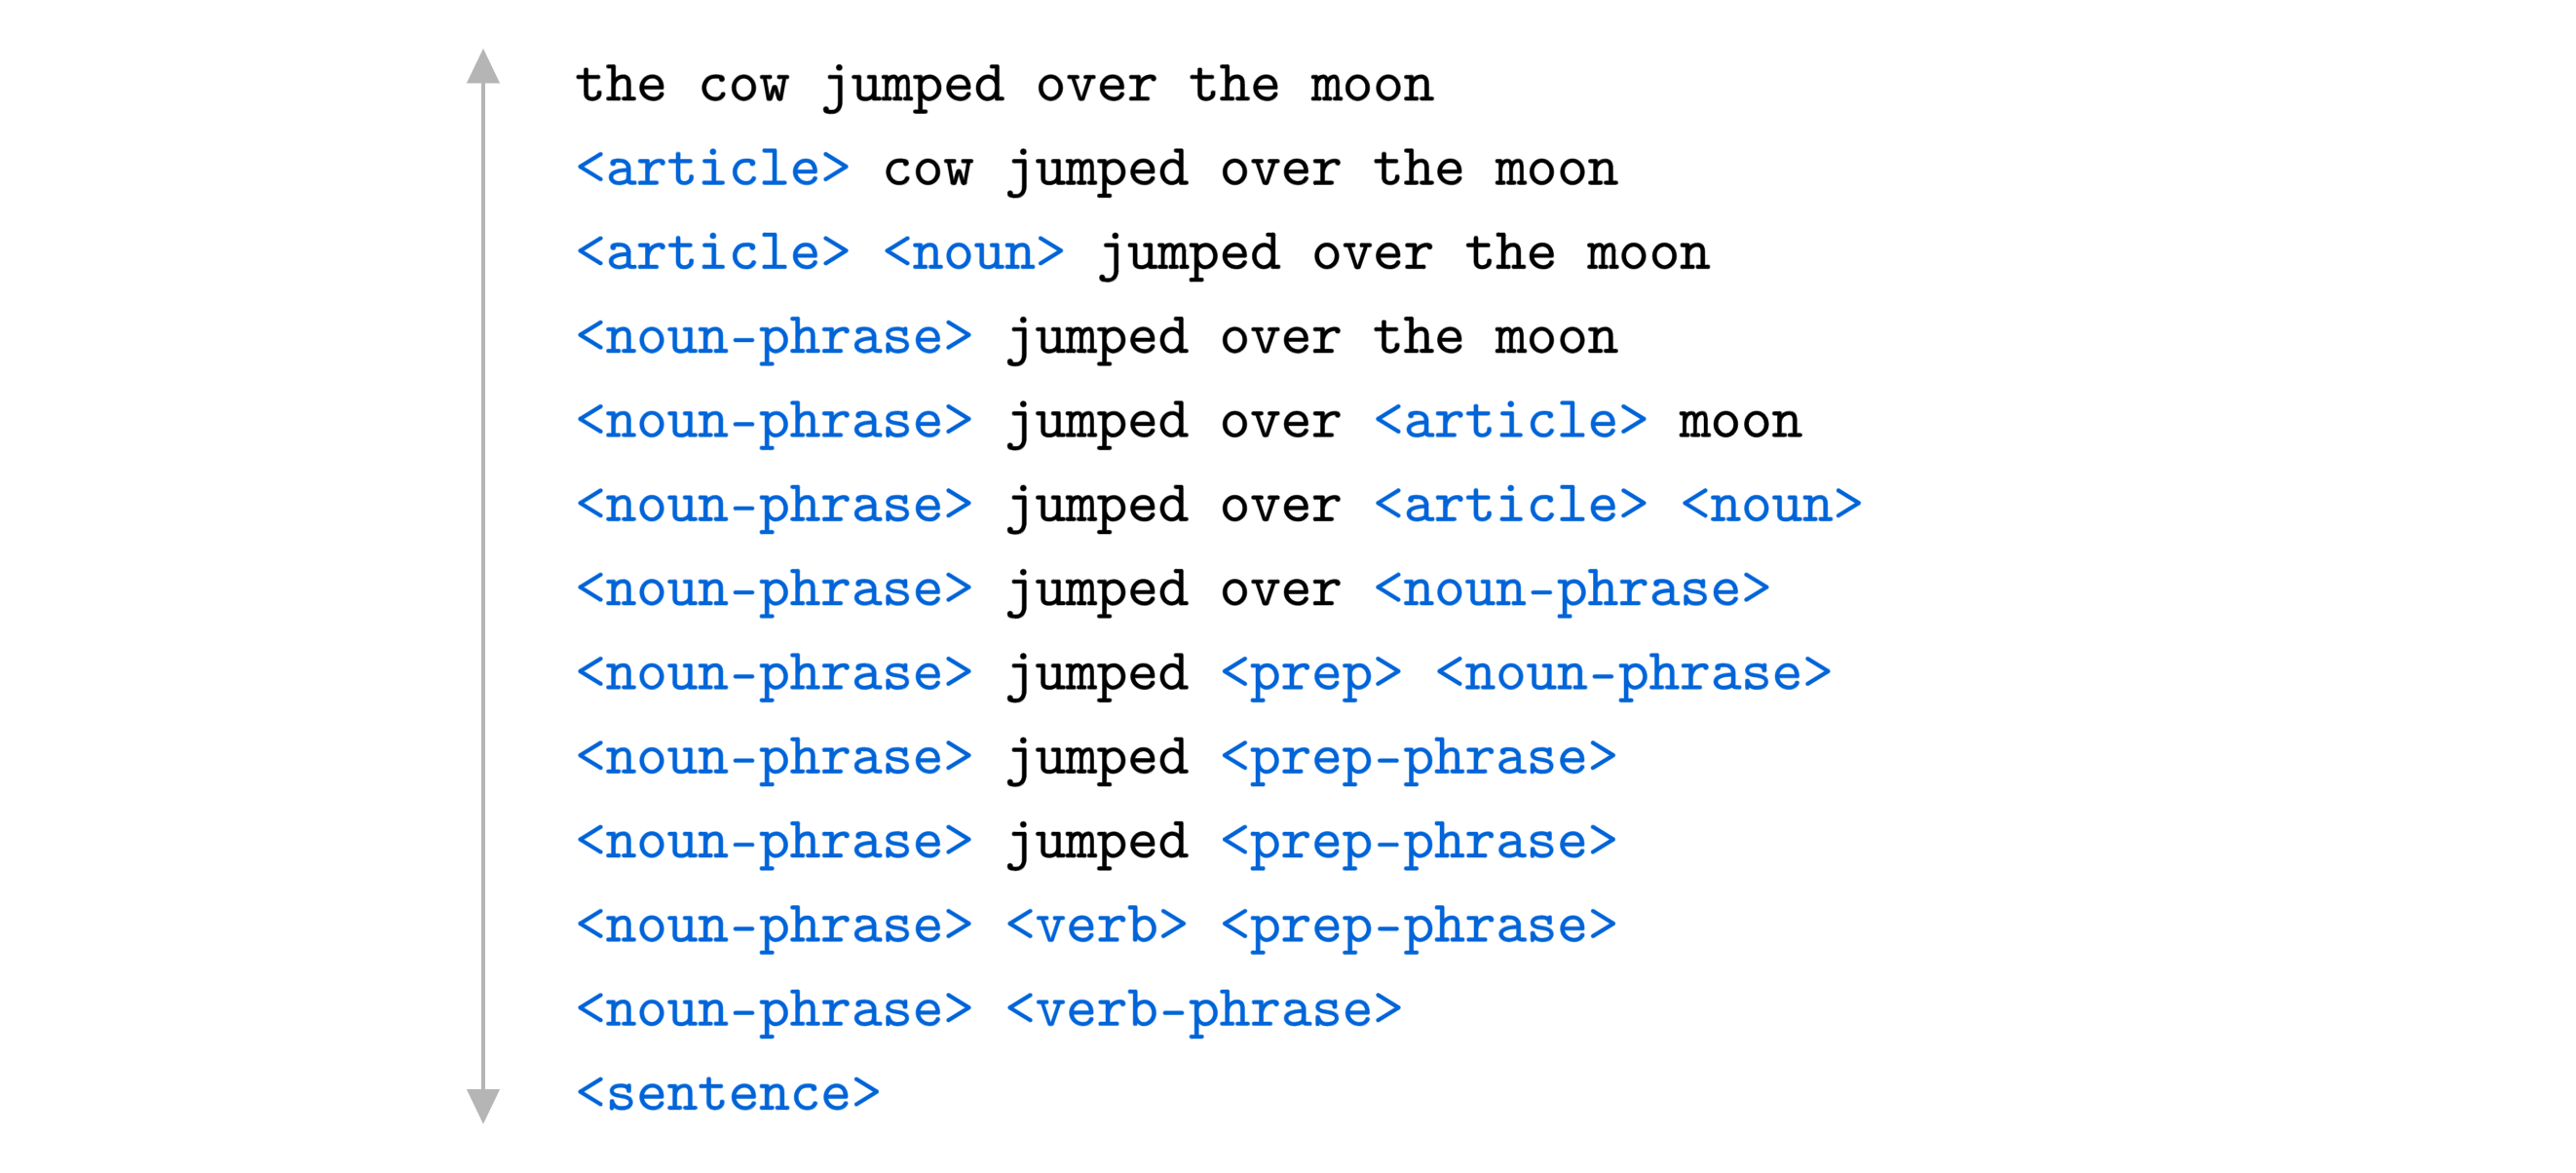 the cow jumped over the moon
<article> cow jumped over the moon
<article> <noun> jumped over the moon
<noun-phrase> jumped over the moon
<noun-phrase> jumped over <article> moon
<noun-phrase> jumped over <article> <noun>
<noun-phrase> jumped over <noun-phrase>
<noun-phrase> jumped <prep> <noun-phrase>
<noun-phrase> jumped <prep-phrase>
<noun-phrase> jumped <prep-phrase>
<noun-phrase> <verb> <prep-phrase>
<noun-phrase> <verb-phrase>
<sentence>